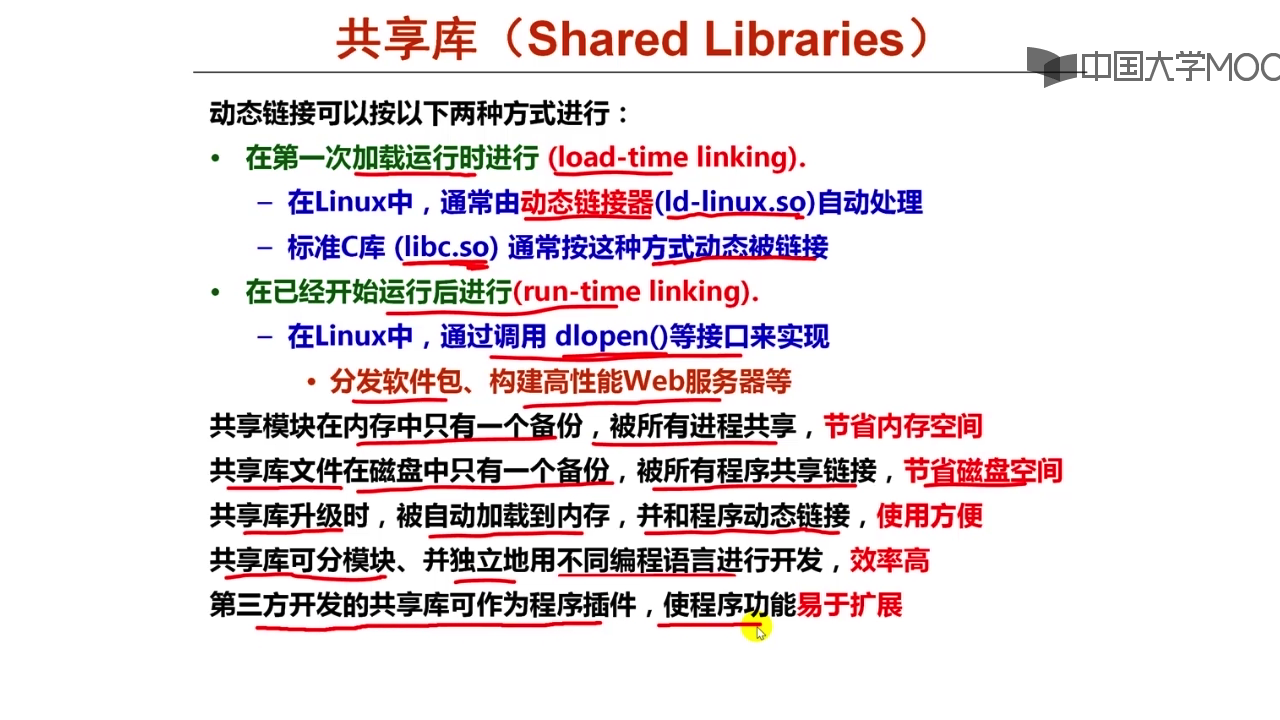 共享库（Shared Libraries）
中国大学MOO
动态链接可以按以下两种方式进行：
• 在第一次加载运行时进行 (load-time linking).
– 在Linux中，通常由动态链接器(ld-linux.so)自动处理
– 标准C库 (libc.so) 通常按这种方式动态被链接
• 在已经开始运行后进行(run-time linking).
– 在Linux中，通过调用 dlopen()等接口来实现
• 分发软件包、构建高性能Web服务器等
共享模块在内存中只有一个备份，被所有进程共享，节省内存空间
共享库文件在磁盘中只有一个备份，被所有程序共享链接，节省磁盘空间
共享库升级时，被自动加载到内存，并和程序动态链接，使用方便
共享库可分模块、并独立地用不同编程语言进行开发，效率高
第三方开发的共享库可作为程序插件，使程序功能易于扩展